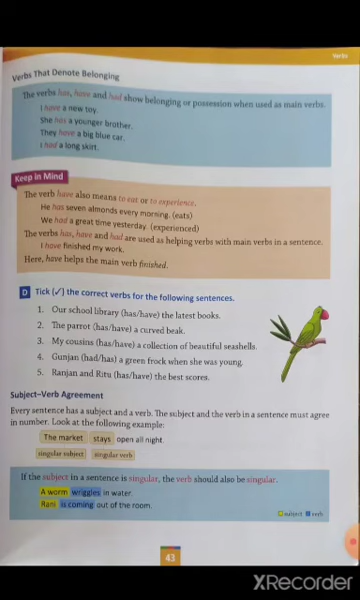 Verbs
Verbs That Denote Belonging
The verbs has, have and had show belonging or possession when used as main verbs.
I have a new toy.
She has a younger brother.
They have a big blue car.
I had a long skirt.
Keep in Mind
The verb have also means to eat or to experience.
He has seven almonds every morning. (eats)
We had a great time yesterday. (experienced)
The verbs has, have and had are used as helping verbs with main verbs in a sentence.
I have finished my work.
Here, have helps the main verb finished.
D Tick (✓) the correct verbs for the following sentences.
1. Our school library (has/have) the latest books.
2. The parrot (has/have) a curved beak.
3. My cousins (has/have) a collection of beautiful seashells.
4. Gunjan (had/has) a green frock when she was young.
5. Ranjan and Ritu (has/have) the best scores.
Subject–Verb Agreement
Every sentence has a subject and a verb. The subject and the verb in a sentence must agree
in number. Look at the following example:
The market stays open all night.
singular subject singular verb
If the subject in a sentence is singular, the verb should also be singular.
A worm wriggles in water.
Rani is coming out of the room.
subject verb
43
XRecorder